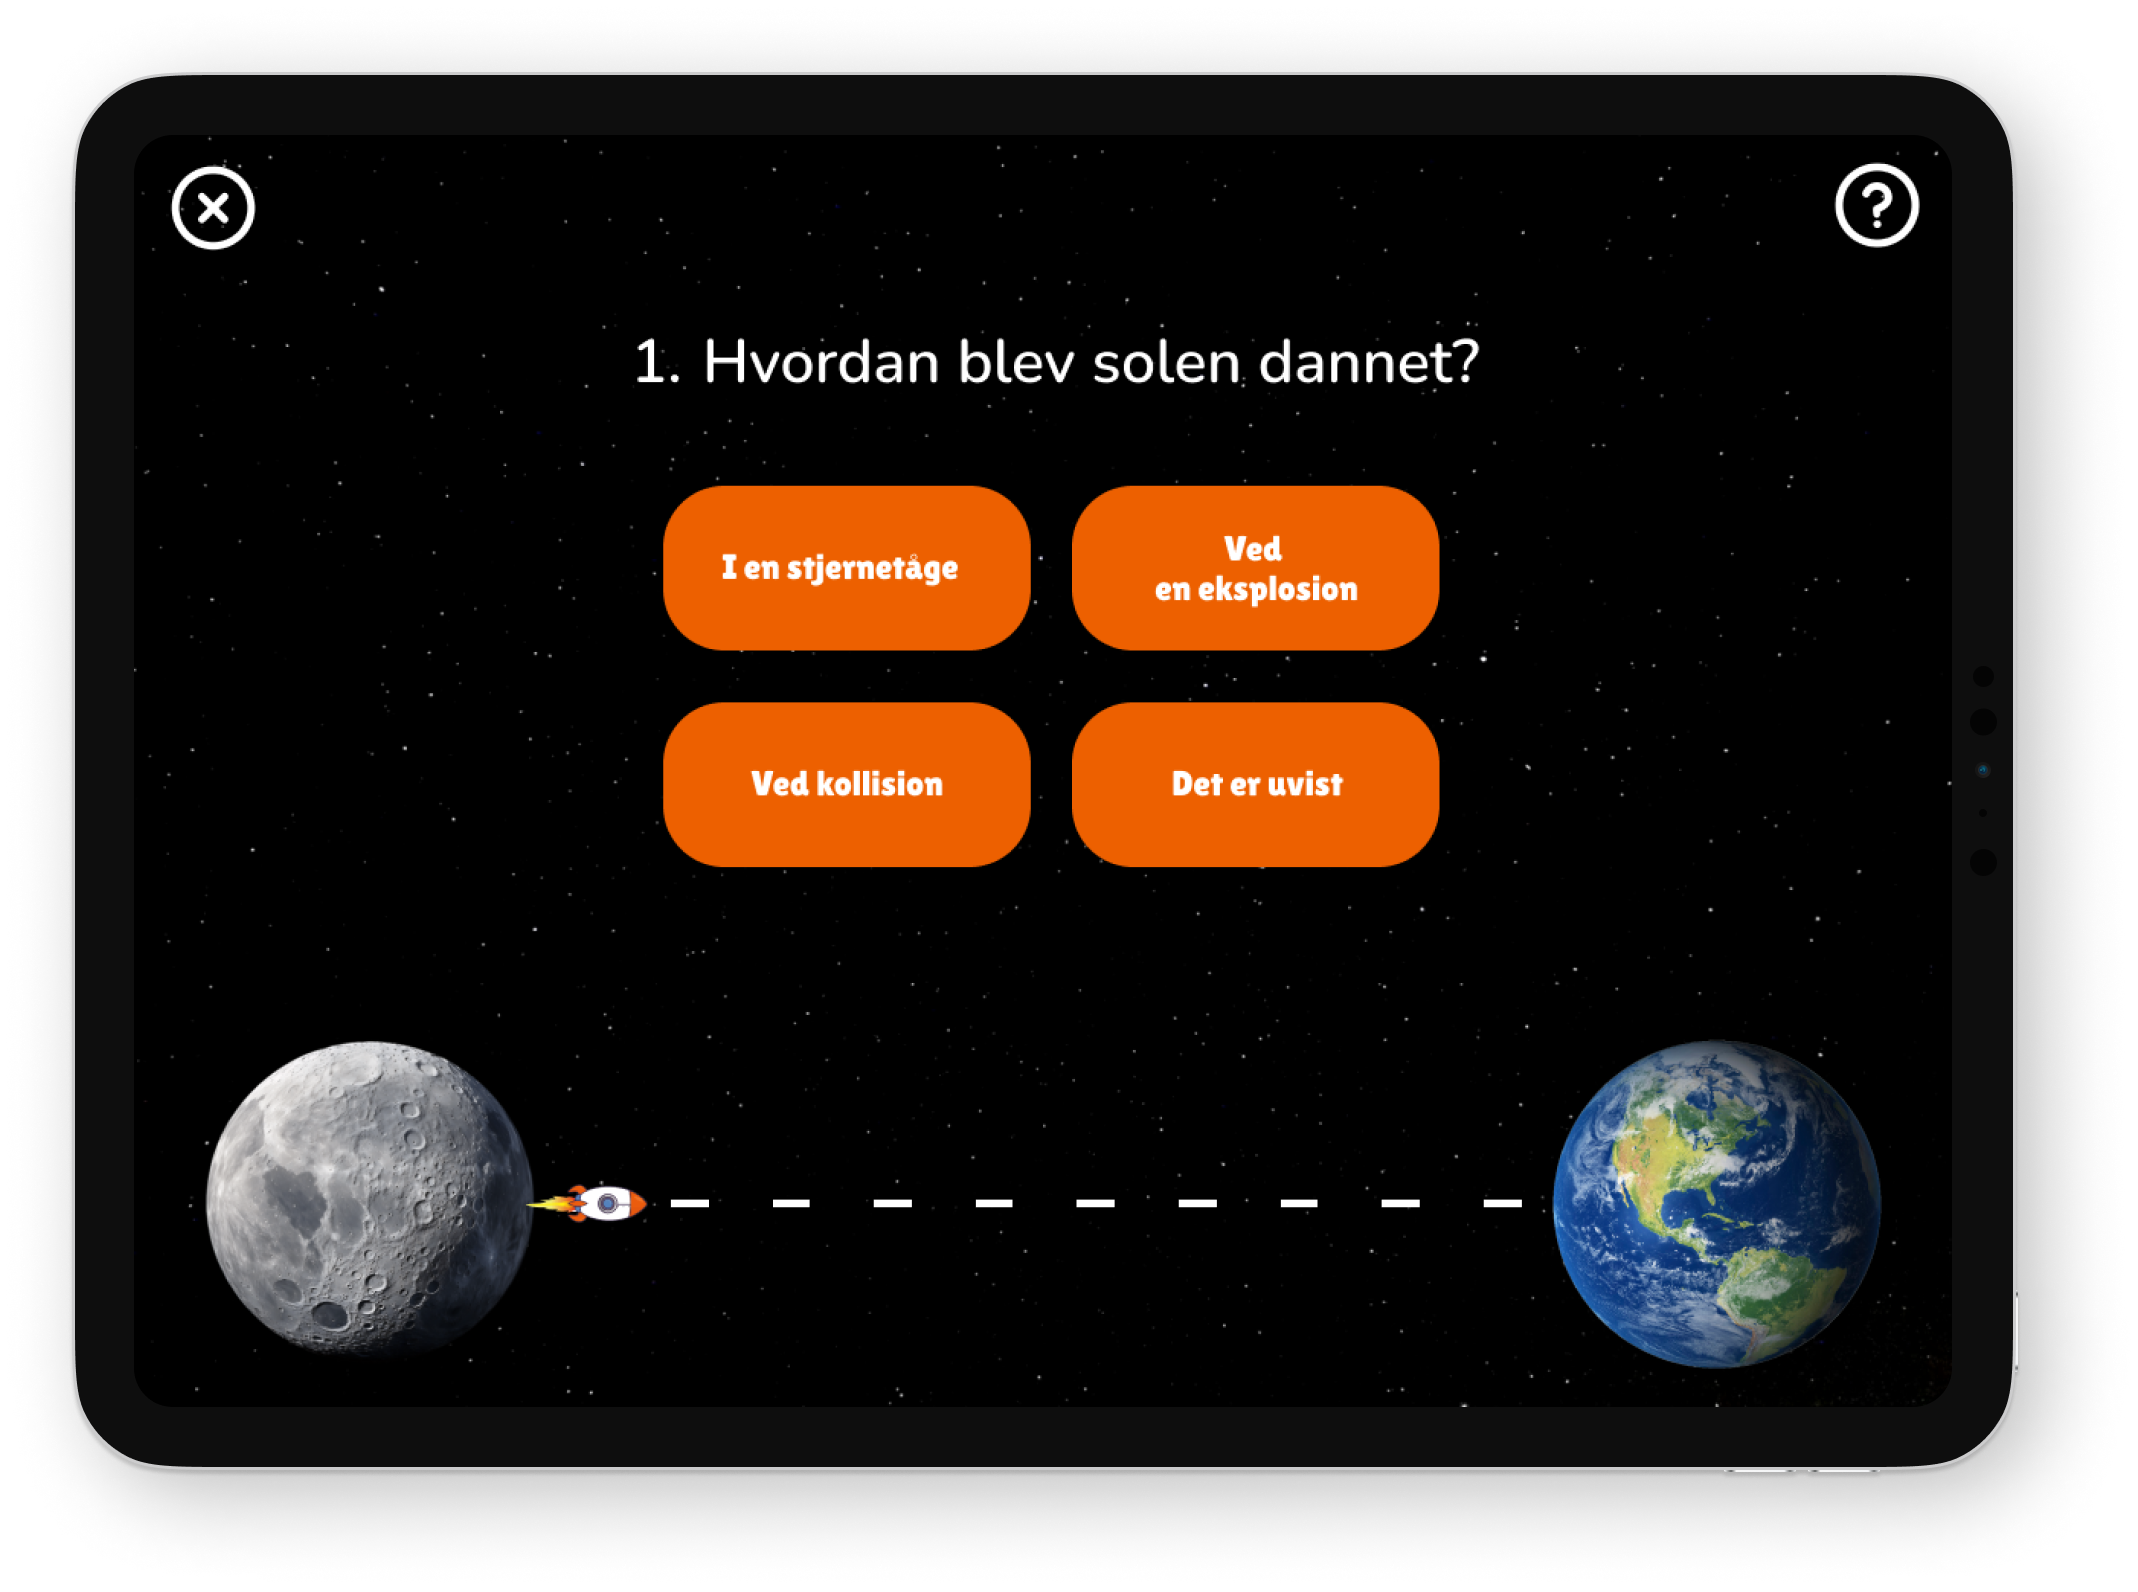 1. Hvordan blev solen dannet?
I en stjernetåge
Ved
en eksplosion
Ved kollision
Det er uvist